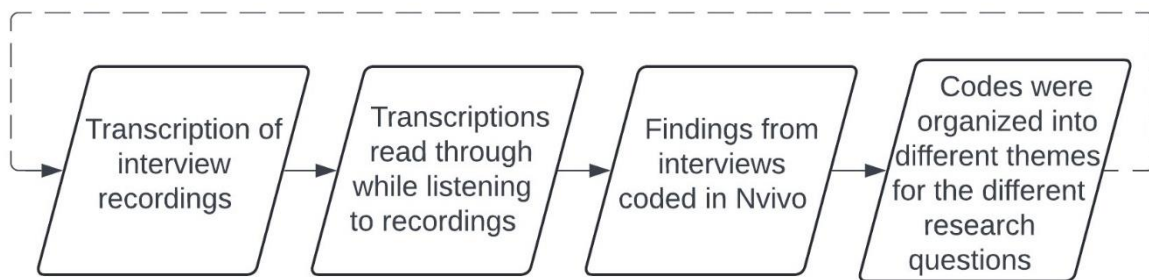 Transcription of
interview
recordings
Transcriptions
read through
while listening
to recordings
Findings from
interviews
coded in Nvivo
Codes were
organized into
different themes
for the different
research
questions